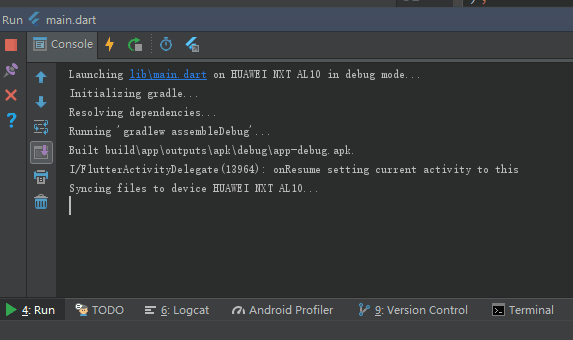 Run main.dart
Console
Launching lib\main.dart on HUAWEI NXT AL10 in debug mode...
Initializing gradle...
Resolving dependencies...
Running 'gradlew assembleDebug'...
Built build\app\outputs\apk\debug\app-debug.apk.
I/FlutterActivityDelegate(13964): onResume setting current activity to this
Syncing files to device HUAWEI NXT AL10...
4: Run TODO 6: Logcat Android Profiler 9: Version Control Terminal